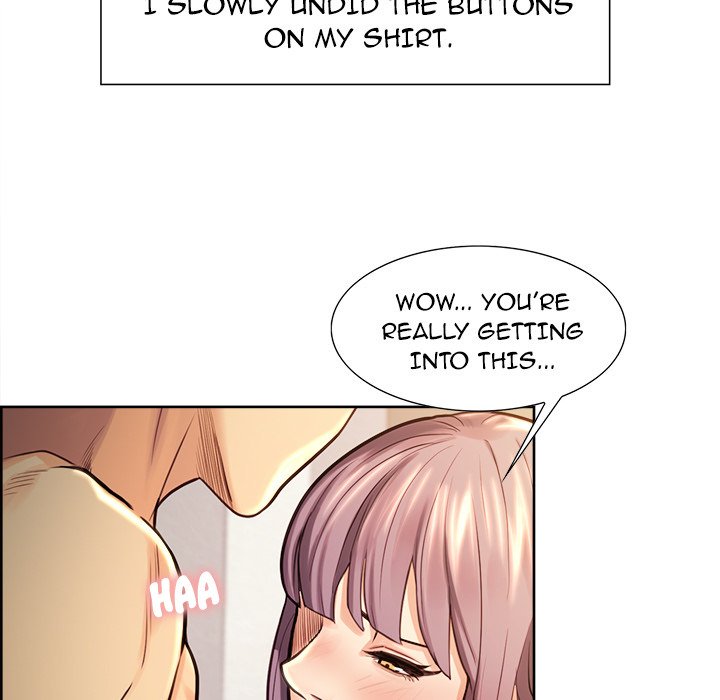 I SLOWLY UNDID THE BUTTONS
ON MY SHIRT.
WOW... YOU'RE
REALLY GETTING
INTO THIS...
HAA